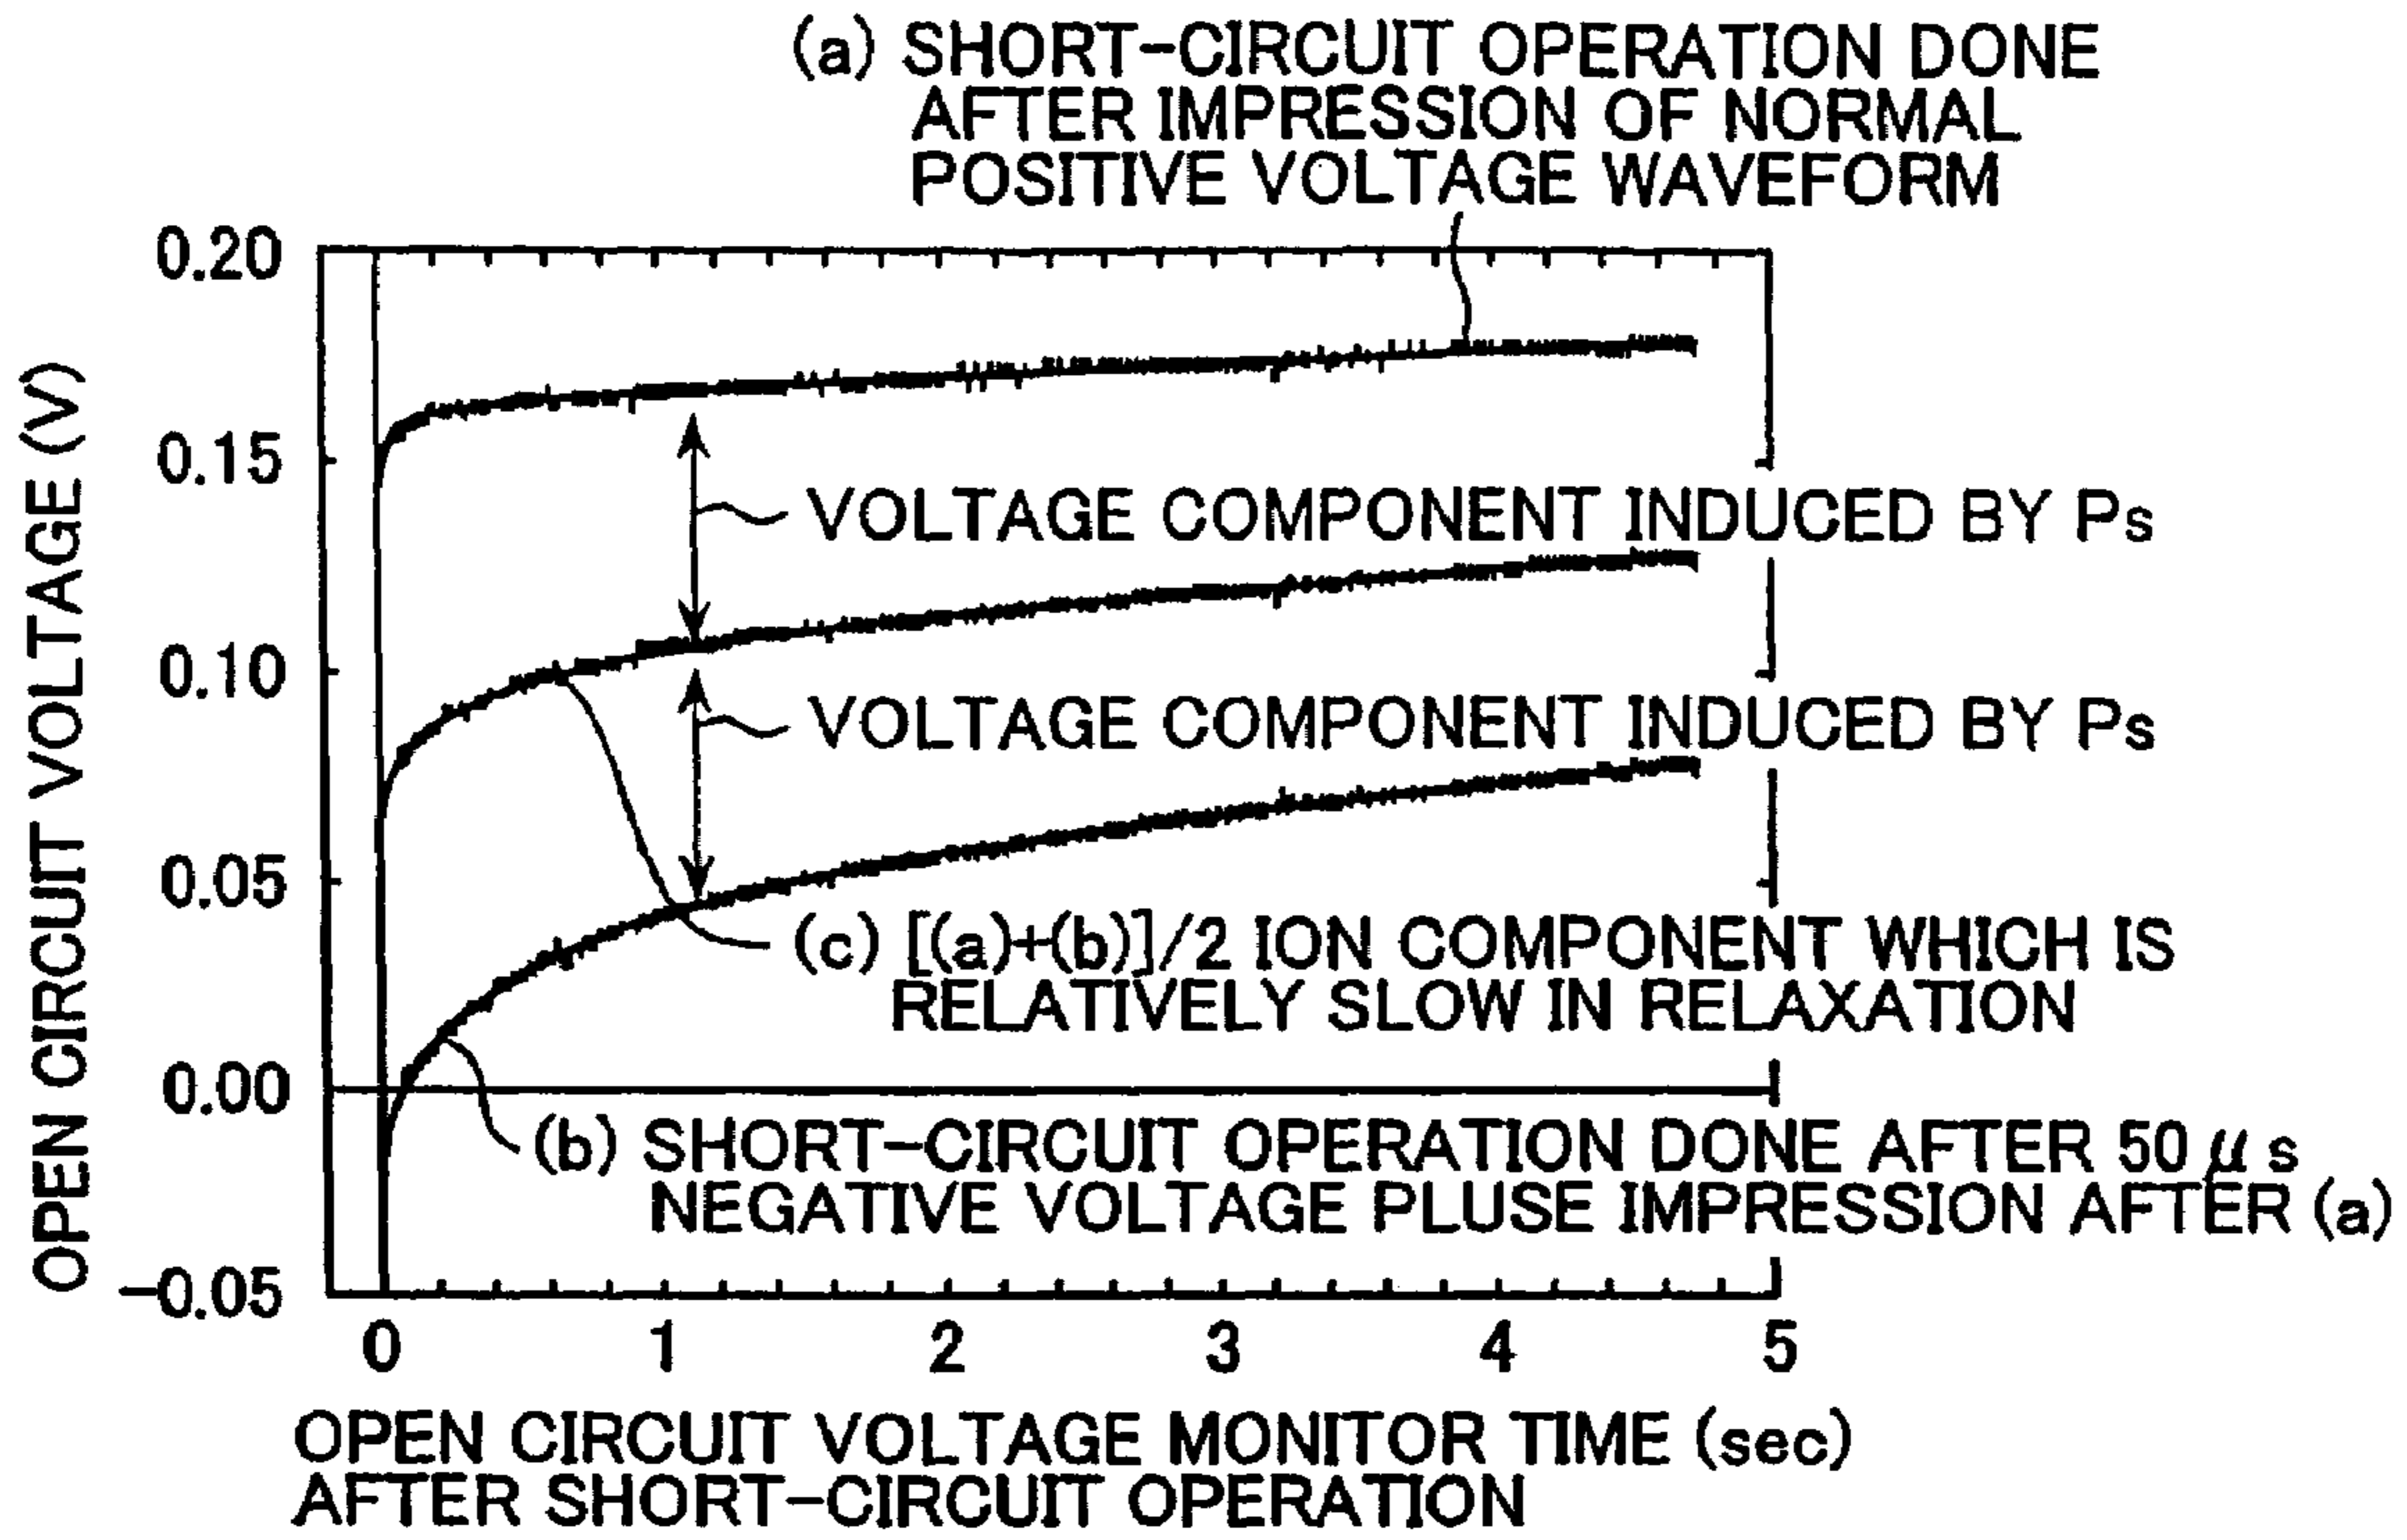 (a) SHORT-CIRCUIT OPERATION DONE
AFTER IMPRESSION OF NORMAL
POSITIVE VOLTAGE WAVEFORM
0.20
0.15
0.10
0.05
0.00
-0.05
OPEN CIRCUIT VOLTAGE (V)
VOLTAGE COMPONENT INDUCED BY Ps
VOLTAGE COMPONENT INDUCED BY Ps
(c) [(a)+(b)]/2 ION COMPONENT WHICH IS
RELATIVELY SLOW IN RELAXATION
(b) SHORT-CIRCUIT OPERATION DONE AFTER 50 μs
NEGATIVE VOLTAGE PLUSE IMPRESSION AFTER (a)
0 1 2 3 4 5
OPEN CIRCUIT VOLTAGE MONITOR TIME (sec)
AFTER SHORT-CIRCUIT OPERATION